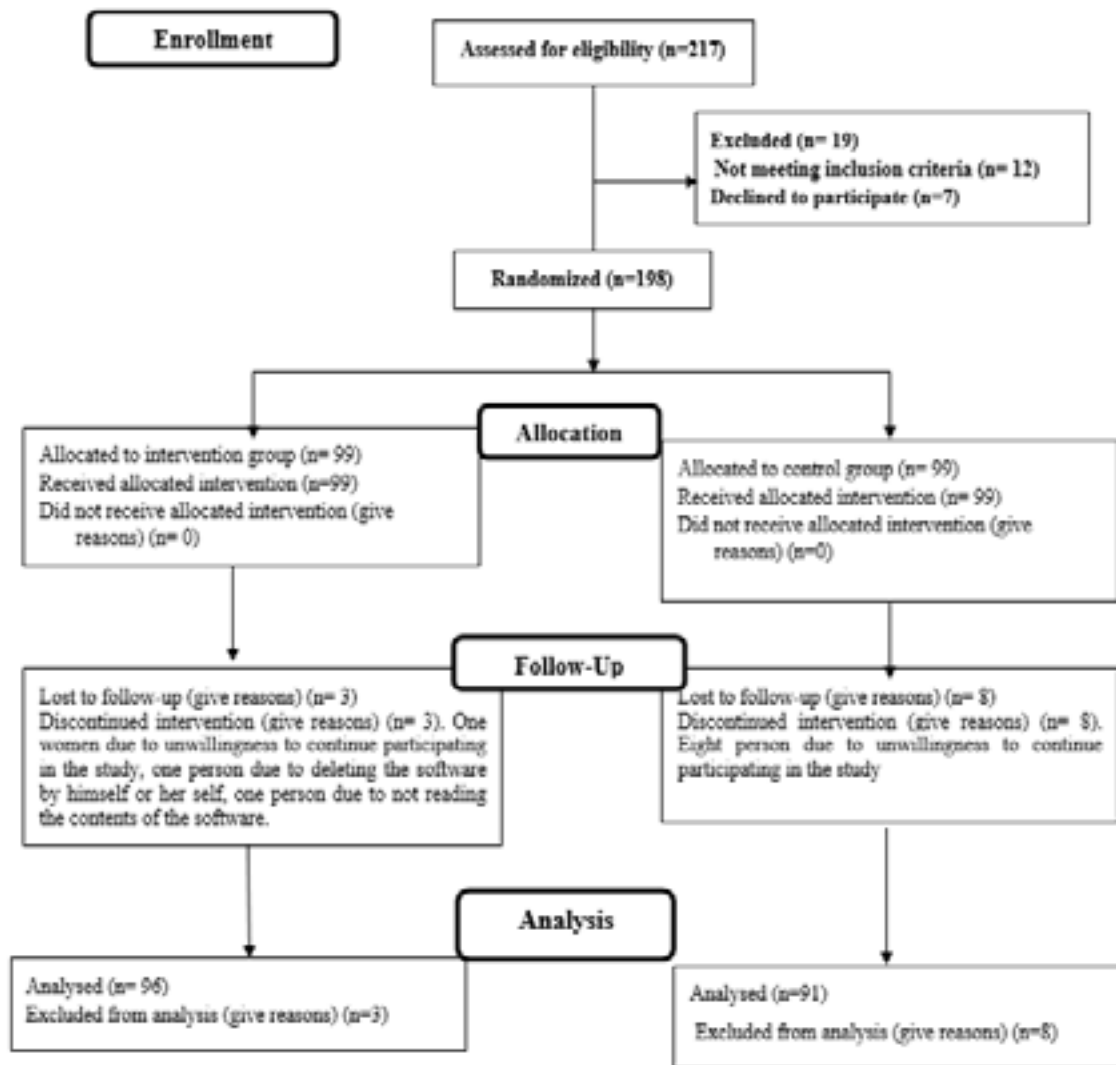 Enrollment
Assessed for eligibility (n=217)
Excluded (n= 19)
Not meeting inclusion criteria (n= 12)
Declined to participate (n=7)
Randomized (n=198)
Allocation
Allocated to intervention group (n= 99)
Received allocated intervention (n=99)
Did not receive allocated intervention (give
reasons) (n= 0)
Allocated to control group (n= 99)
Received allocated intervention (n= 99)
Did not receive allocated intervention (give
reasons) (n=0)
Follow-Up
Lost to follow-up (give reasons) (n= 3)
Discontinued intervention (give reasons) (n= 3). One
women due to unwillingness to continue participating
in the study, one person due to deleting the software
by himself or her self, one person due to not reading
the contents of the software.
Lost to follow-up (give reasons) (n= 8)
Discontinued intervention (give reasons) (n= 8).
Eight person due to unwillingness to continue
participating in the study
Analysis
Analysed (n= 96)
Excluded from analysis (give reasons) (n=3)
Analysed (n=91)
Excluded from analysis (give reasons) (n=8)